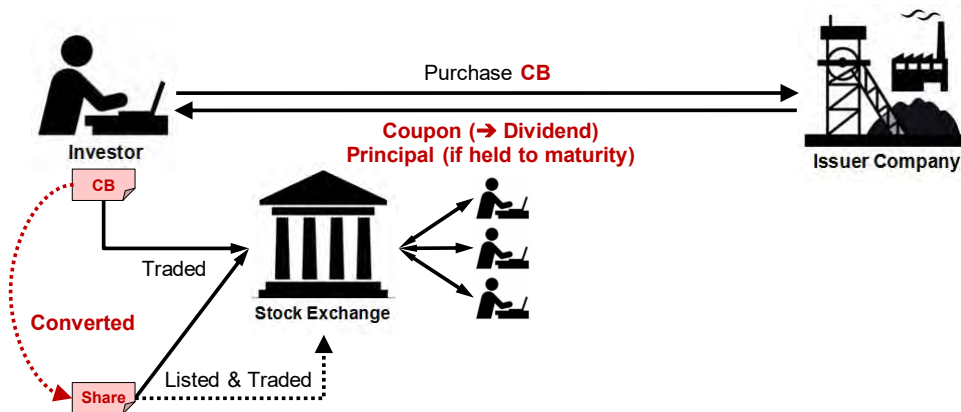 Purchase CB
Coupon (➔ Dividend)
Principal (if held to maturity)
Investor
Issuer Company
CB
Traded
Stock Exchange
Converted
Share
Listed & Traded